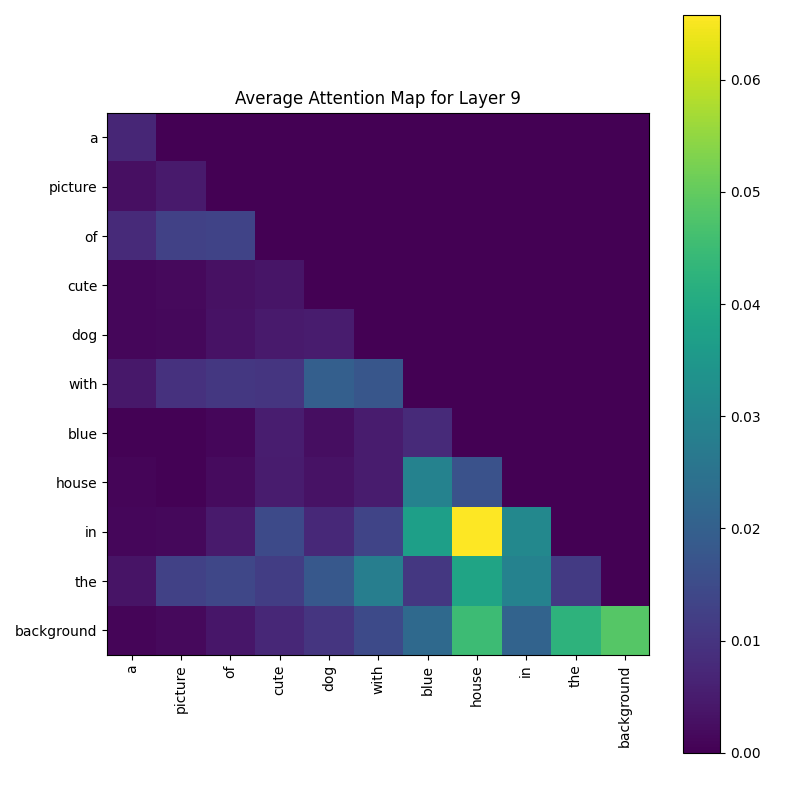 Average Attention Map for Layer 9
a
picture
of
cute
dog
with
blue
house
in
the
background
a
picture
of
cute
dog
with
blue
house
in
the
background
0.06
0.05
0.04
0.03
0.02
0.01
0.00